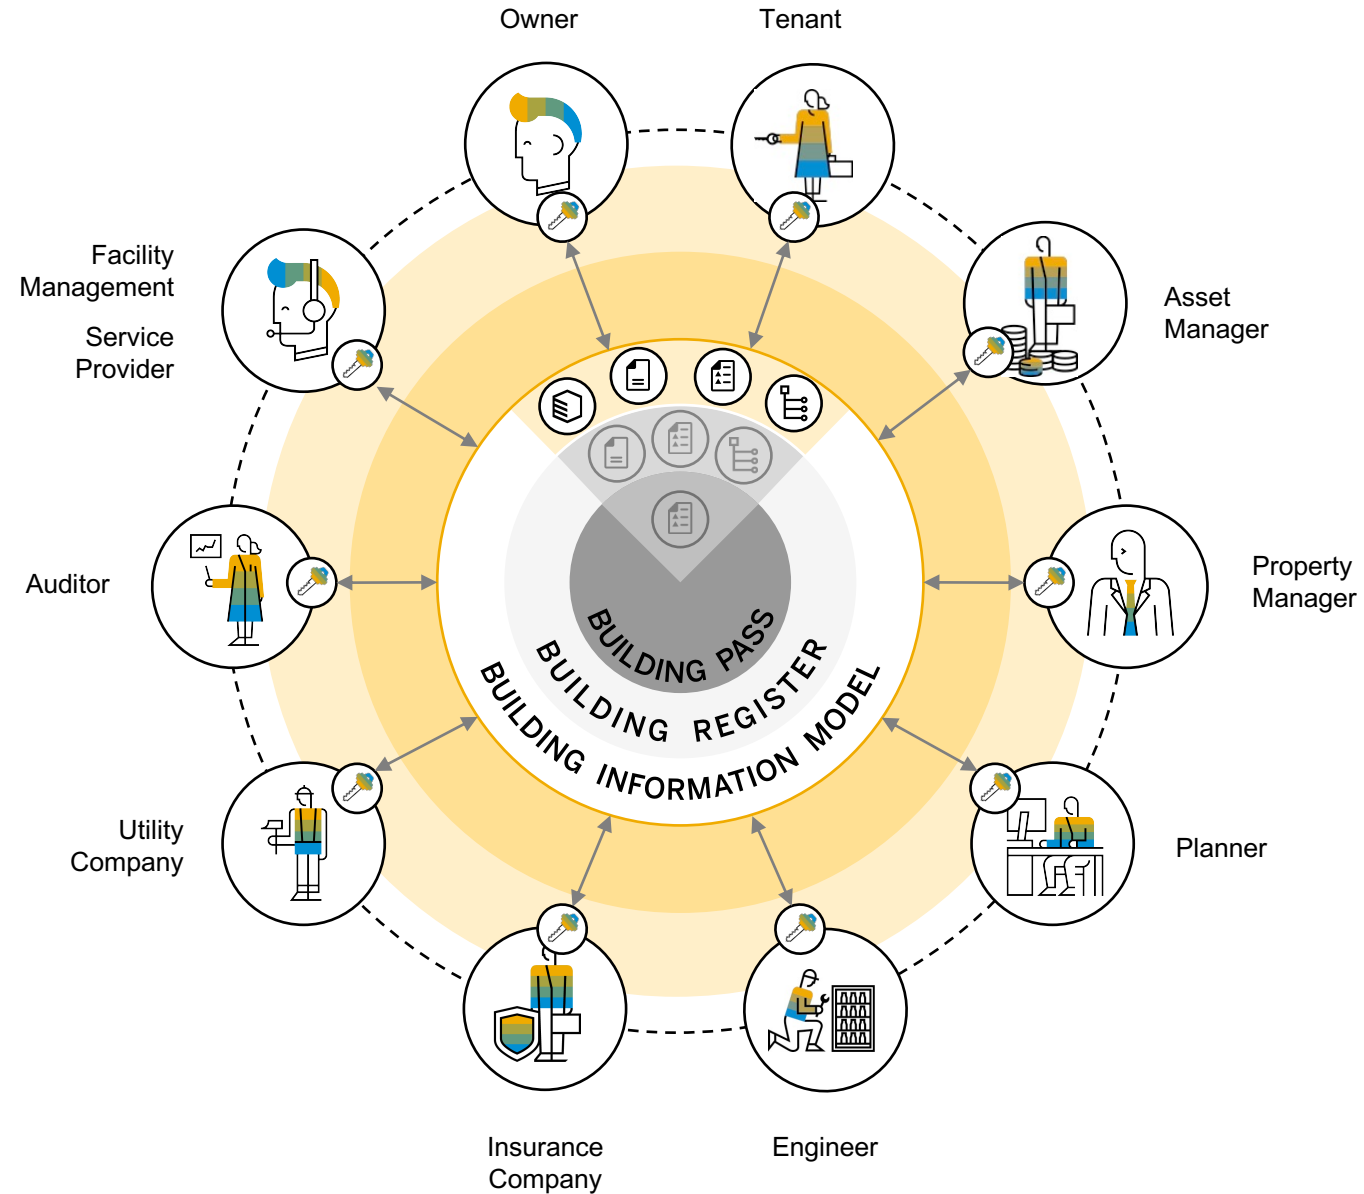 Owner
Tenant
Facility
Management
Service
Provider
Asset
Manager
Auditor
Property
Manager
BUILDING PASS
BUILDING REGISTER
BUILDING INFORMATION MODEL
Utility
Company
Planner
Insurance
Company
Engineer